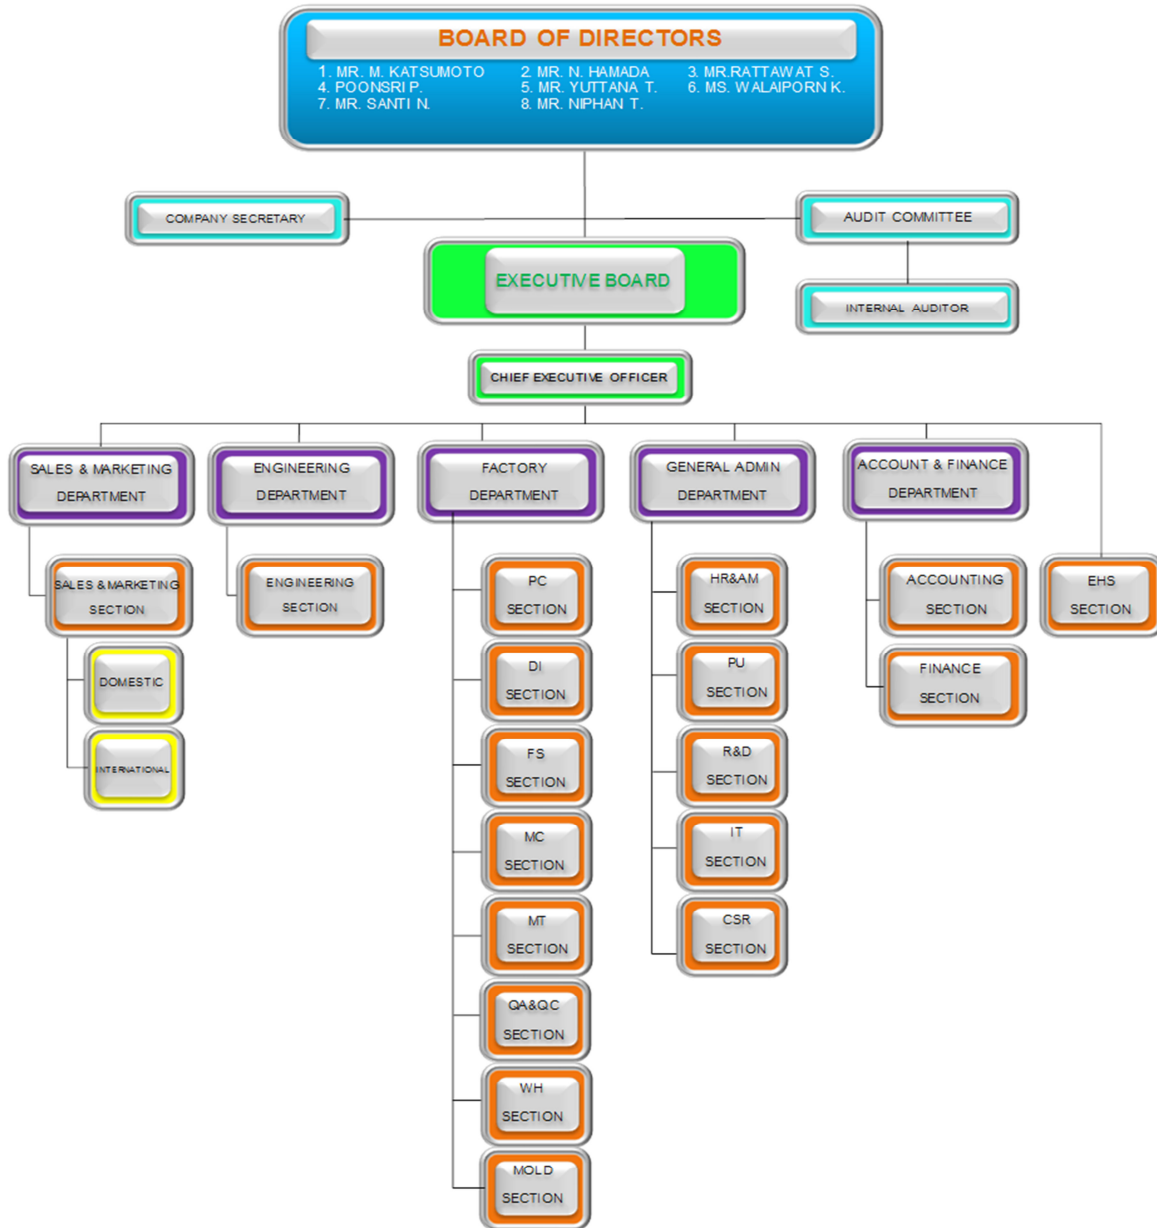 BOARD OF DIRECTORS
1. MR. M. KATSUMOTO 2. MR. N. HAMADA 3. MR.RATTAWAT S.
4. POONSRI P. 5. MR. YUTTANA T. 6. MS. WALAIPORN K.
7. MR. SANTI N. 8. MR. NIPHAN T.
COMPANY SECRETARY
AUDIT COMMITTEE
EXECUTIVE BOARD
INTERNAL AUDITOR
CHIEF EXECUTIVE OFFICER
SALES & MARKETING
DEPARTMENT
ENGINEERING
DEPARTMENT
FACTORY
DEPARTMENT
GENERAL ADMIN
DEPARTMENT
ACCOUNT & FINANCE
DEPARTMENT
SALES & MARKETING
SECTION
DOMESTIC
INTERNATIONAL
ENGINEERING
SECTION
PC
SECTION
DI
SECTION
FS
SECTION
MC
SECTION
MT
SECTION
QA&QC
SECTION
WH
SECTION
MOLD
SECTION
HR&AM
SECTION
PU
SECTION
R&D
SECTION
IT
SECTION
CSR
SECTION
ACCOUNTING
SECTION
FINANCE
SECTION
EHS
SECTION